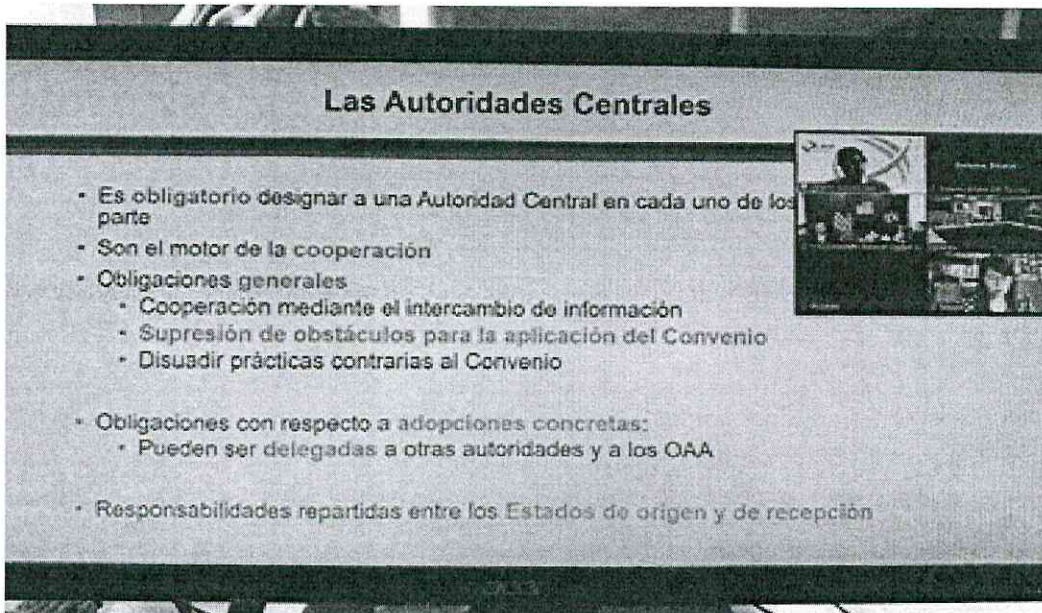 Las Autoridades Centrales
Es obligatorio designar a una Autoridad Central en cada uno de los
parte
Son el motor de la cooperación
Obligaciones generales
Cooperación mediante el intercambio de información
Supresión de obstáculos para la aplicación del Convenio
Disuadir prácticas contrarias al Convenio
Obligaciones con respecto a adopciones concretas:
Pueden ser delegadas a otras autoridades y a los OAA
Responsabilidades repartidas entre los Estados de origen y de recepción